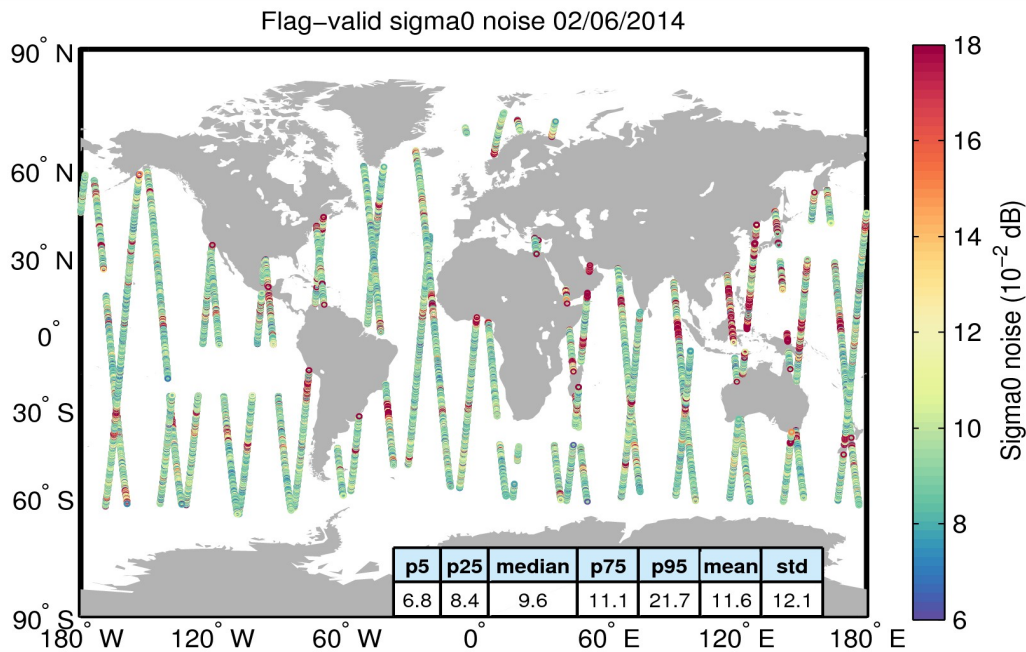 Flag−valid sigma0 noise 02/06/2014
90° N
60° N
30° N
0°
30° S
60° S
90° S
180° W 120° W 60° W 0° 60° E 120° E 180° E
p5 p25 median p75 p95 mean std
6.8 8.4 9.6 11.1 21.7 11.6 12.1
18
16
14
12
10
8
6
Sigma0 noise (10⁻² dB)